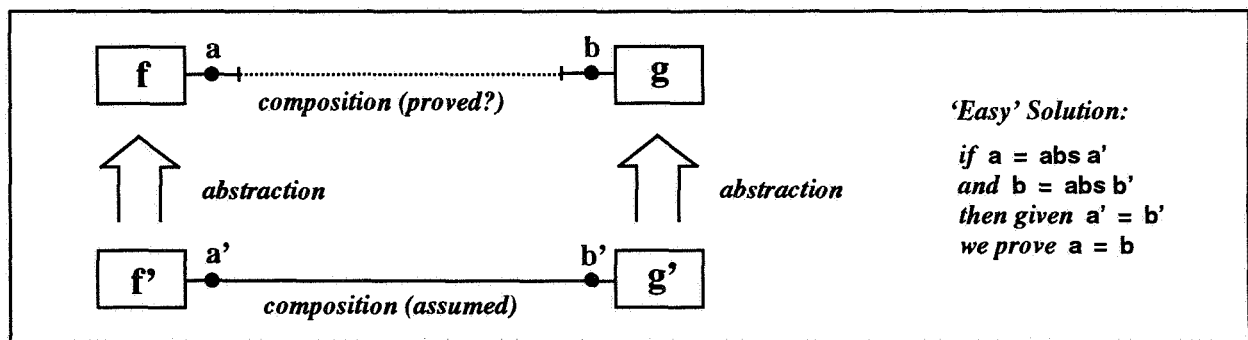 a
b
f
g
composition (proved?)
‘Easy’ Solution:
if a = abs a’
and b = abs b’
then given a’ = b’
we prove a = b
abstraction
abstraction
a’
b’
f’
g’
composition (assumed)